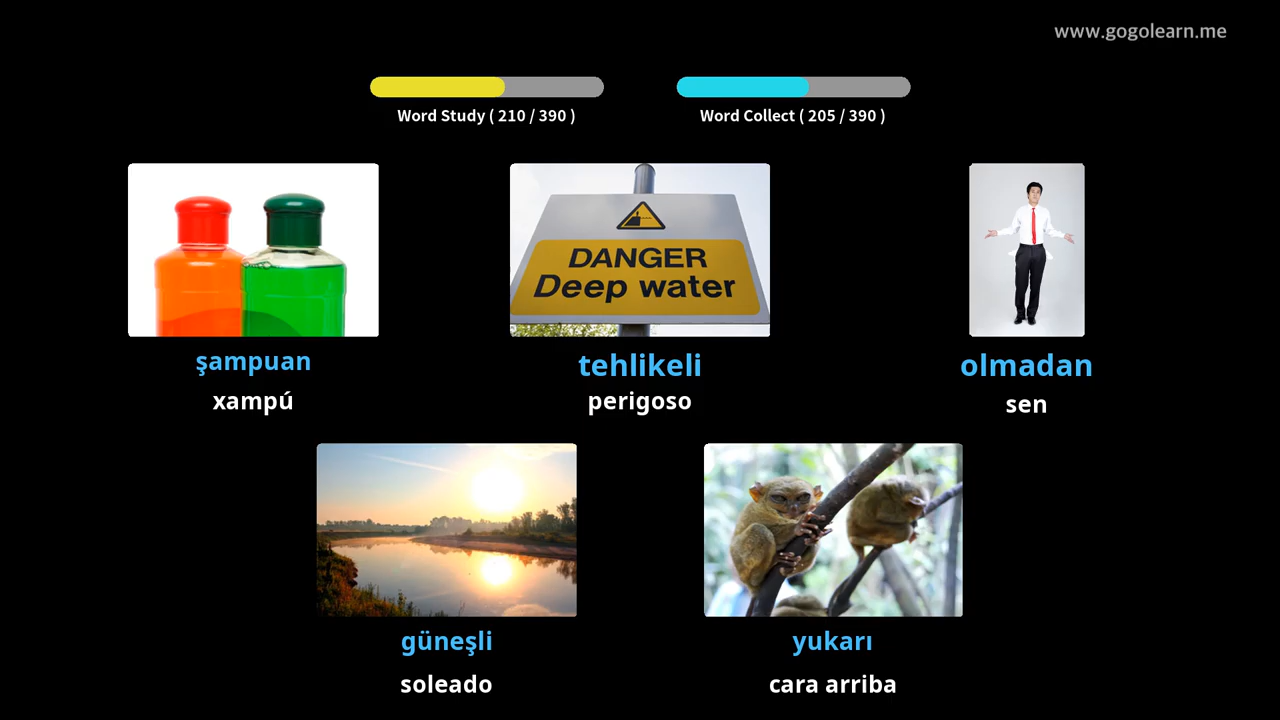 www.gogolearn.me
Word Study ( 210 / 390 )
Word Collect ( 205 / 390 )
DANGER
Deep water
şampuan
xampú
tehlikeli
perigoso
olmadan
sen
güneşli
soleado
yukarı
cara arriba